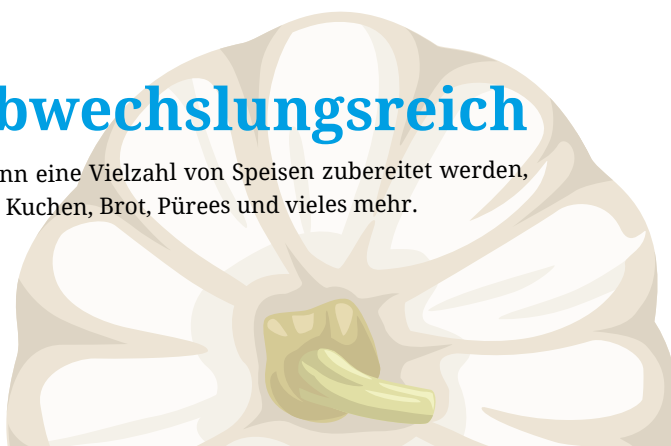 bwechslungsreich
nn eine Vielzahl von Speisen zubereitet werden,
Kuchen, Brot, Pürees und vieles mehr.